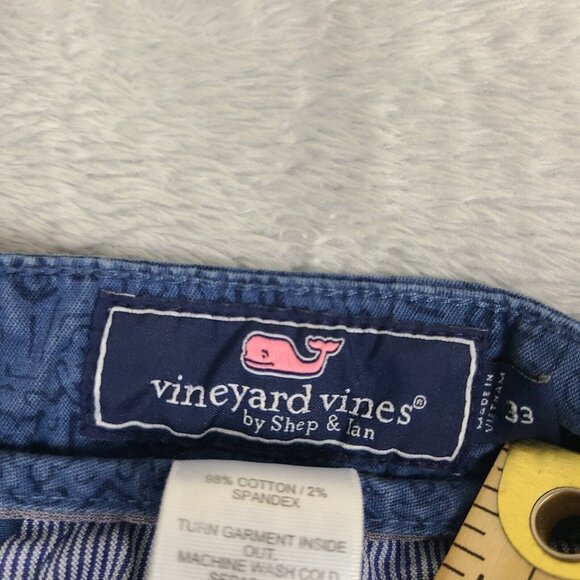 vineyard vines®
by Shep & Ian
MADE IN
VIETNAM
33
98% COTTON / 2%
SPANDEX
TURN GARMENT INSIDE
OUT.
MACHINE WASH COLD